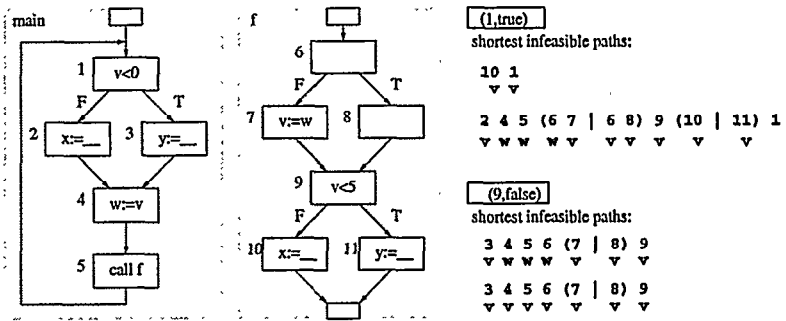 main
1 v<0
F T
2 x:=__ 3 y:=__
4 w:=v
5 call f
f
6
F T
7 v:=w 8
9 v<5
F T
10 x:=__ 11 y:=__
(1,true)
shortest infeasible paths:
10 1
v v
2 4 5 (6 7 | 6 8) 9 (10 | 11) 1
v w w w v v v v v v
(9,false)
shortest infeasible paths:
3 4 5 6 (7 | 8) 9
v w w w v v v
3 4 5 6 (7 | 8) 9
v v v v v v v